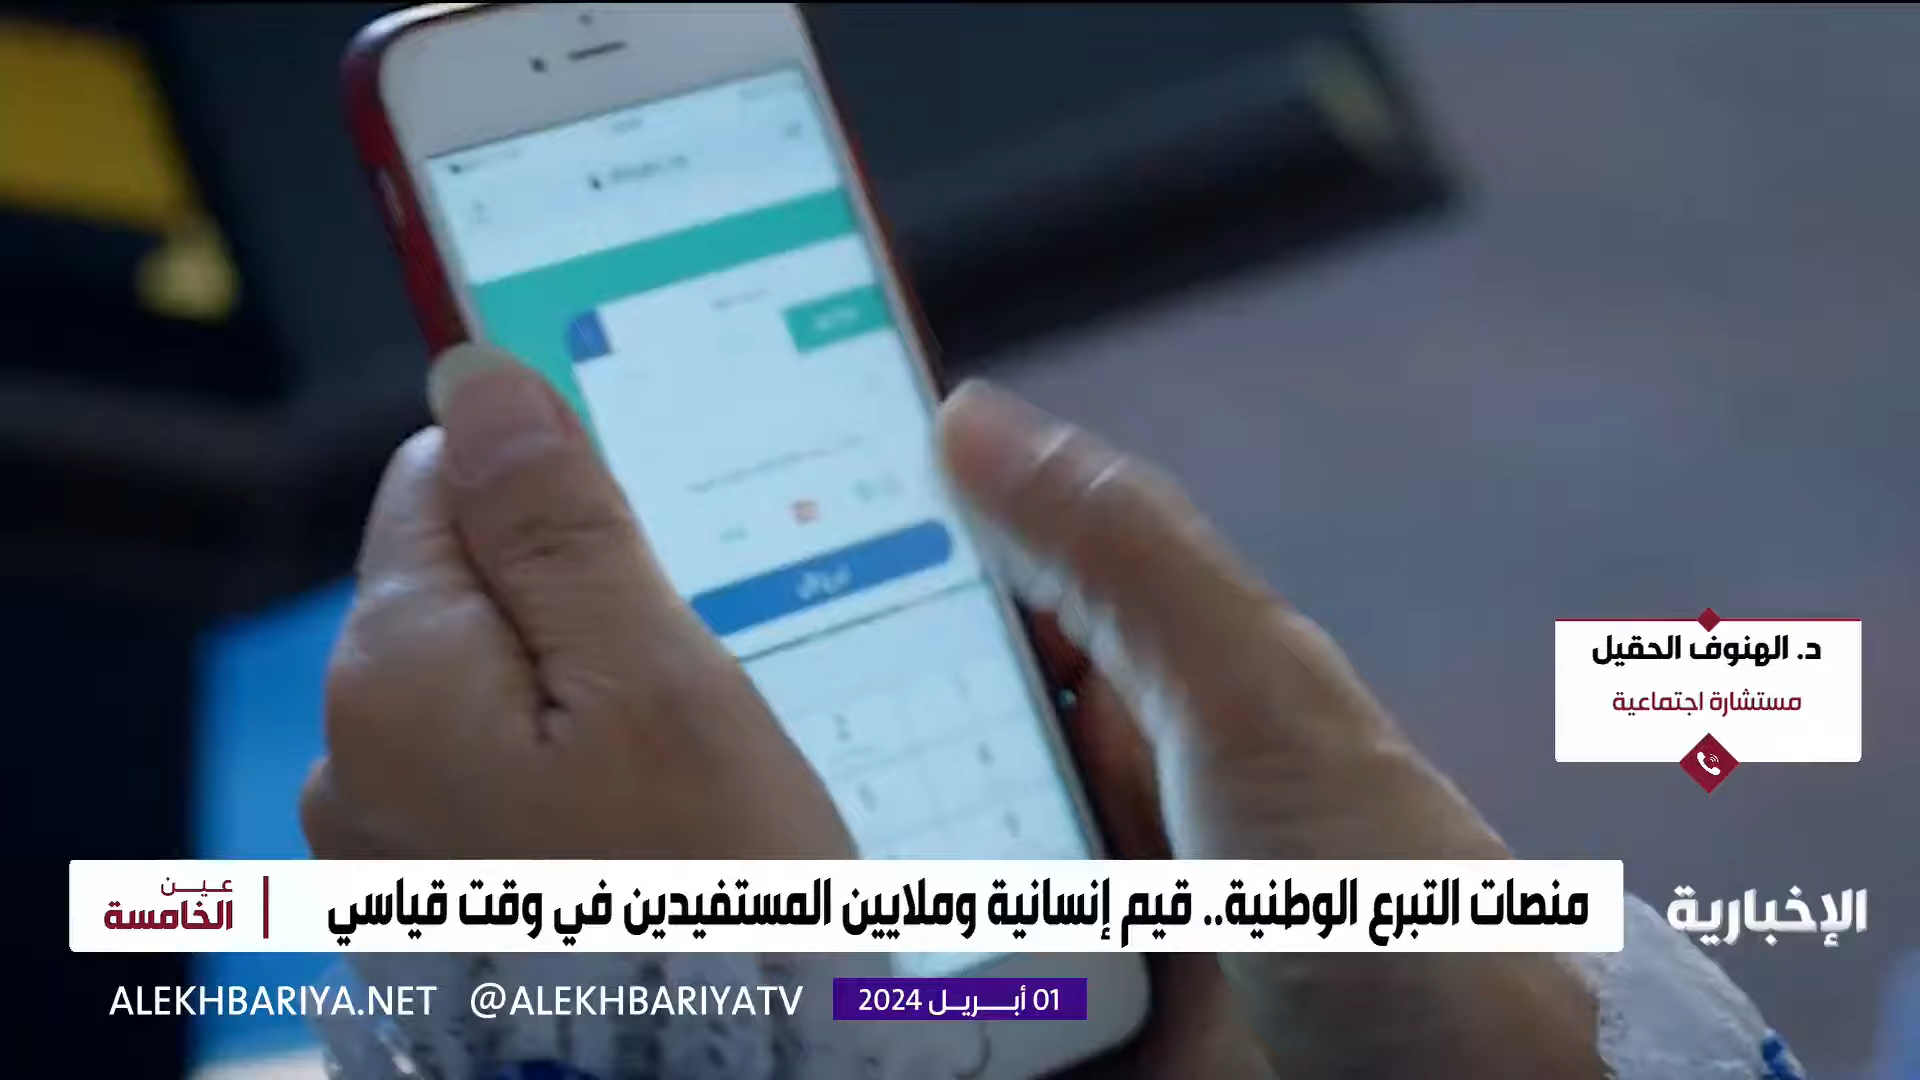 د. الهنوف الحقيل
مستشارة اجتماعية
منصات التبرع الوطنية.. قيم إنسانية وملايين المستفيدين في وقت قياسي
عين
الخامسة
الإخبارية
ALEKHBARIYA.NET @ALEKHBARIYATV 01 أبريل 2024